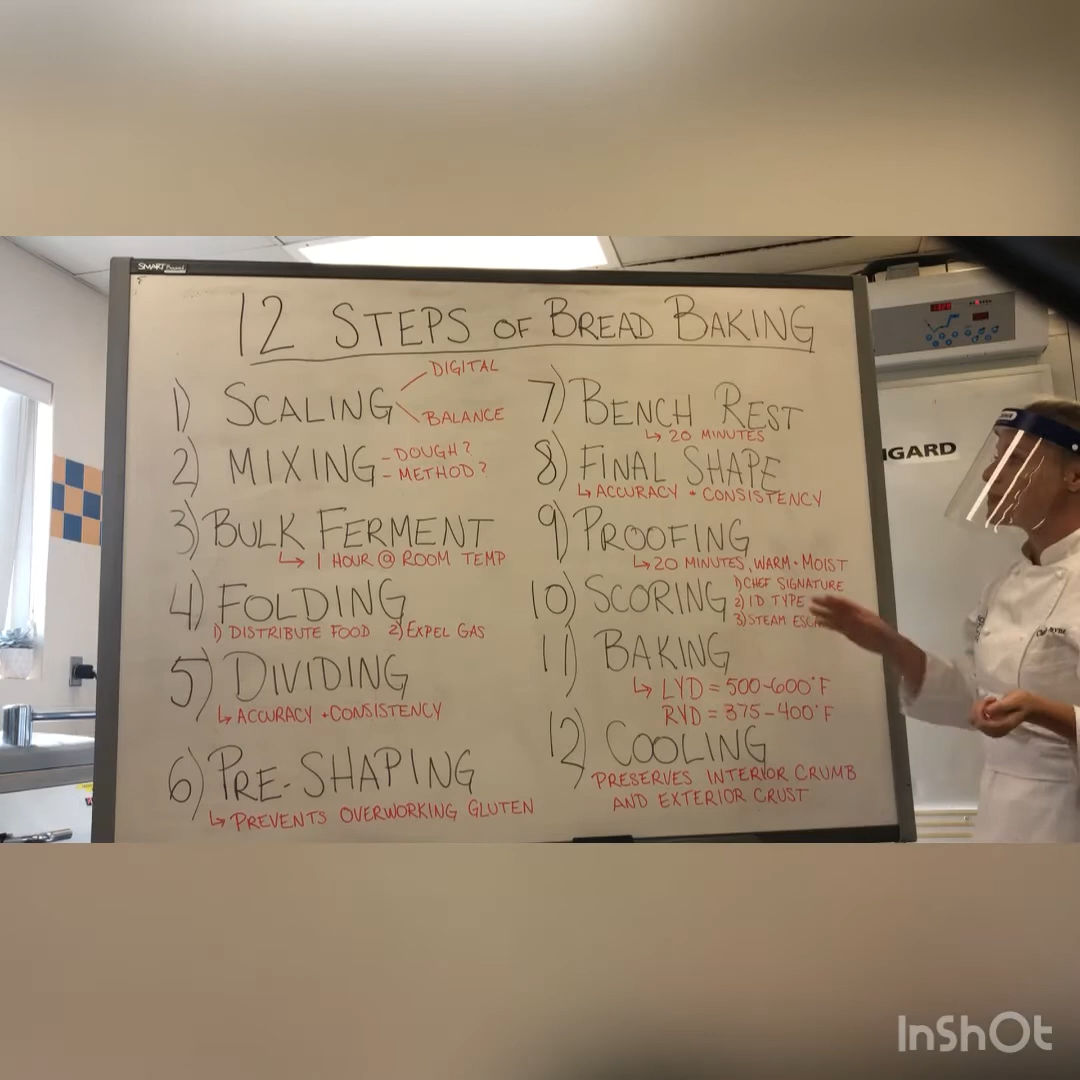 SMART Board
12 STEPS OF BREAD BAKING
1) SCALING
DIGITAL
BALANCE
2) MIXING
- DOUGH?
- METHOD?
3) BULK FERMENT
↳ 1 HOUR @ ROOM TEMP
4) FOLDING
1) DISTRIBUTE FOOD 2) EXPEL GAS
5) DIVIDING
↳ ACCURACY + CONSISTENCY
6) PRE-SHAPING
↳ PREVENTS OVERWORKING GLUTEN
7) BENCH REST
↳ 20 MINUTES
8) FINAL SHAPE
↳ ACCURACY + CONSISTENCY
9) PROOFING
↳ 20 MINUTES, WARM + MOIST
10) SCORING
1) CHEF SIGNATURE
2) ID TYPE
3) STEAM ESC
11) BAKING
↳ LYD = 500-600°F
RYD = 375-400°F
12) COOLING
PRESERVES INTERIOR CRUMB
AND EXTERIOR CRUST
IGARD
InShOt